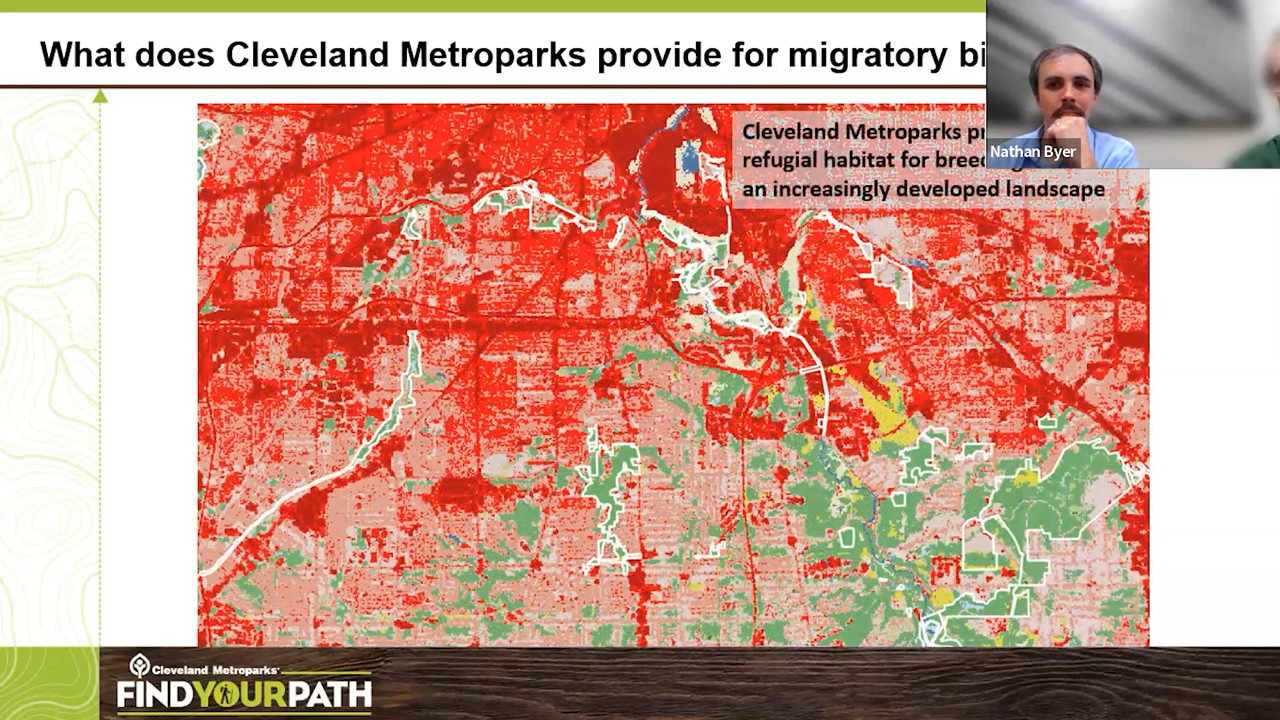 What does Cleveland Metroparks provide for migratory bi
Cleveland Metroparks pr
refugial habitat for bree
an increasingly developed landscape
Nathan Byer
Cleveland Metroparks
FINDYOURPATH